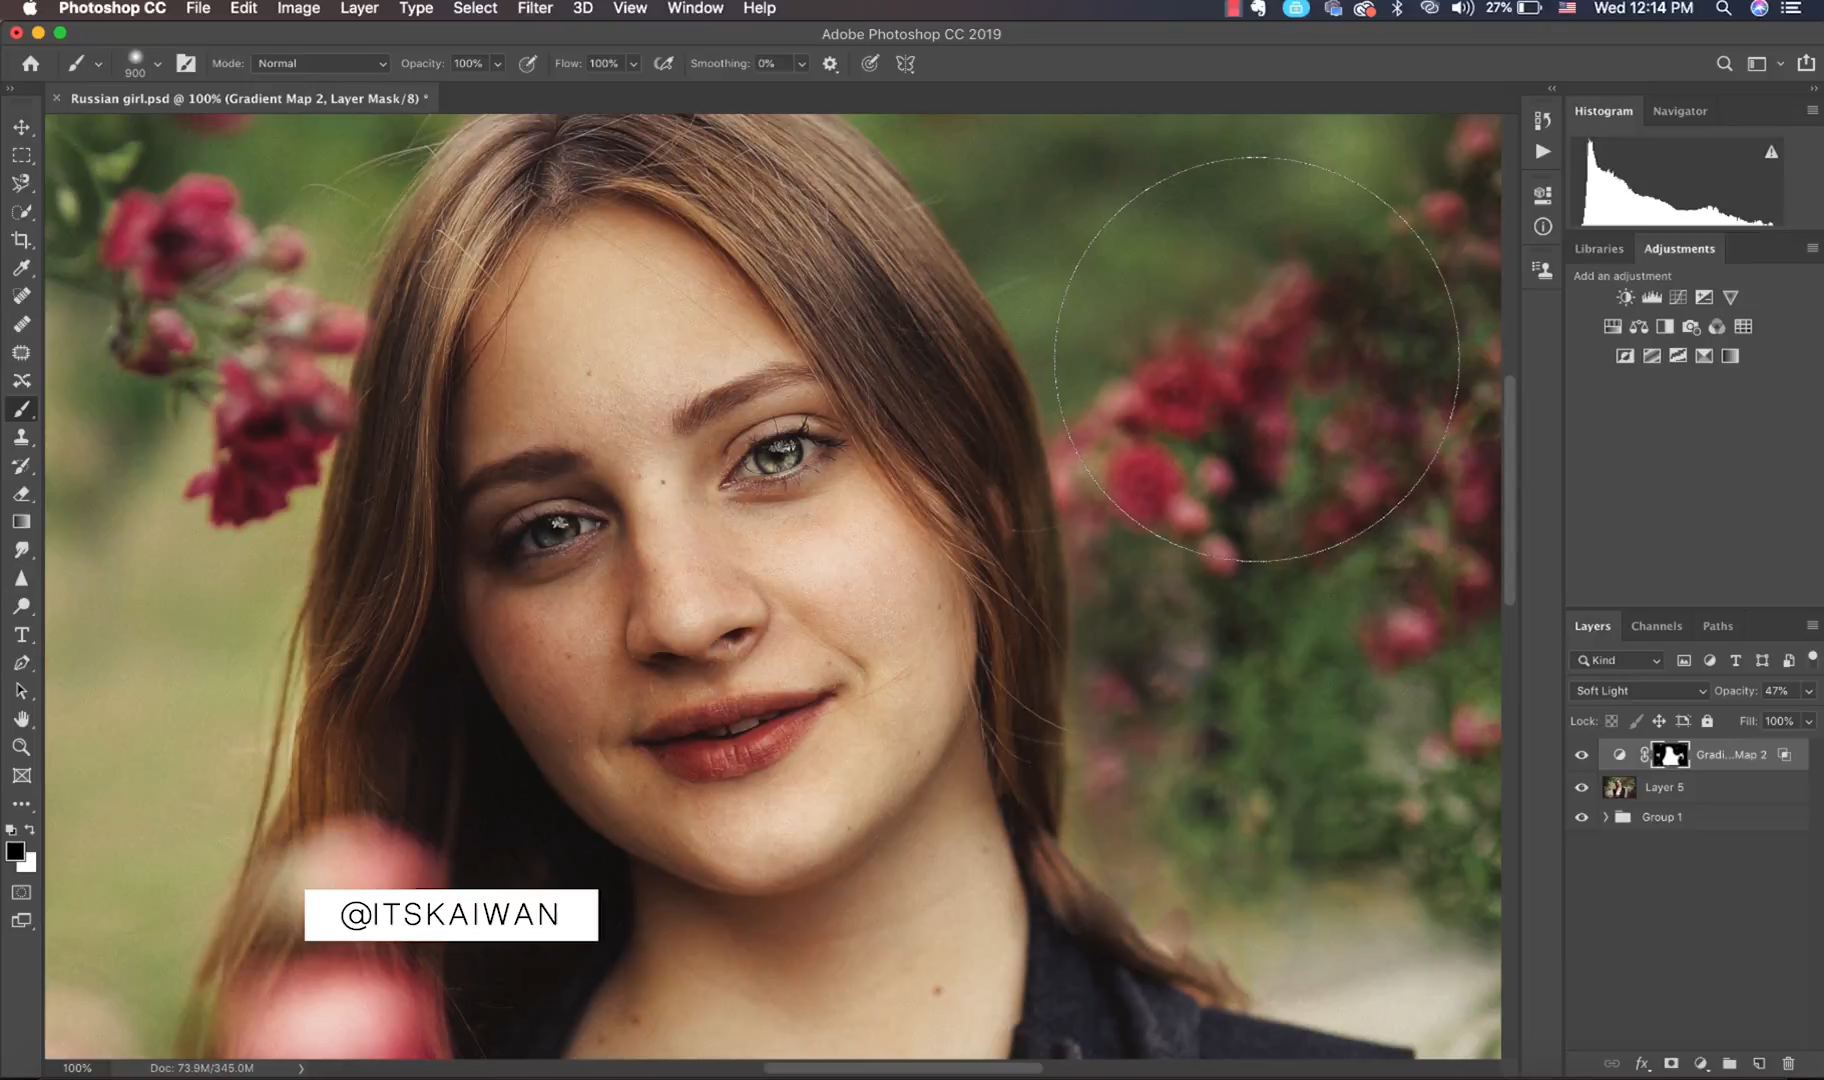 Photoshop CC File Edit Image Layer Type Select Filter 3D View Window Help 27% Wed 12:14 PM
Adobe Photoshop CC 2019
900 Mode: Normal Opacity: 100% Flow: 100% Smoothing: 0%
Russian girl.psd @ 100% (Gradient Map 2, Layer Mask/8) *
Histogram Navigator
Libraries Adjustments
Add an adjustment
Layers Channels Paths
Kind
Soft Light Opacity: 47%
Lock: Fill: 100%
Gradi...Map 2
Layer 5
Group 1
@ITSKAIWAN
100% Doc: 73.9M/345.0M